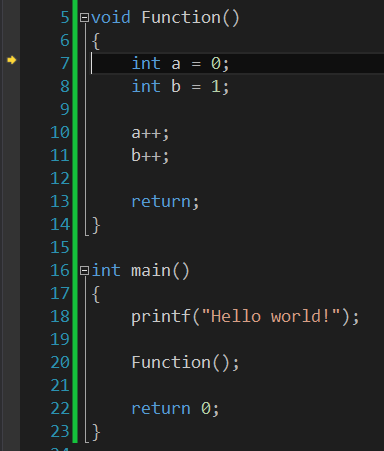 5 void Function()
6 {
7 int a = 0;
8 int b = 1;
9
10 a++;
11 b++;
12
13 return;
14 }
15
16 int main()
17 {
18 printf("Hello world!");
19
20 Function();
21
22 return 0;
23 }